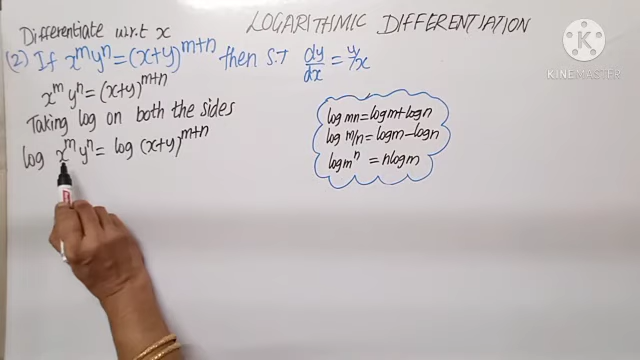 LOGARITHMIC DIFFERENTIATION
Differentiate w.r.t x
(2) If x^m y^n = (x+y)^{m+n} then S.T dy/dx = y/x
x^m y^n = (x+y)^{m+n}
Taking log on both the sides
log x^m y^n = log (x+y)^{m+n}
log mn = log m + log n
log m/n = log m - log n
log m^n = n log m
K
KINEMASTER